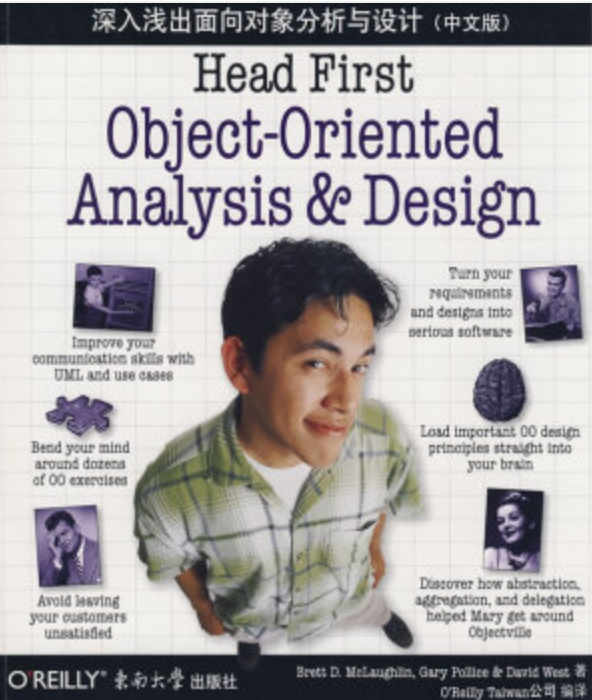 深入浅出面向对象分析与设计（中文版）
Head First
Object-Oriented
Analysis & Design
Turn your
requirements
and designs into
serious software
Improve your
communication skills with
UML and use cases
Load important OO design
principles straight into
your brain
Bend your mind
around dozens
of OO exercises
Discover how abstraction,
aggregation, and delegation
helped Mary get around
Objectville
Avoid leaving
your customers
unsatisfied
O'REILLY® 东南大学出版社
Brett D. McLaughlin, Gary Pollice & David West 著
O'Reilly Taiwan公司 编译